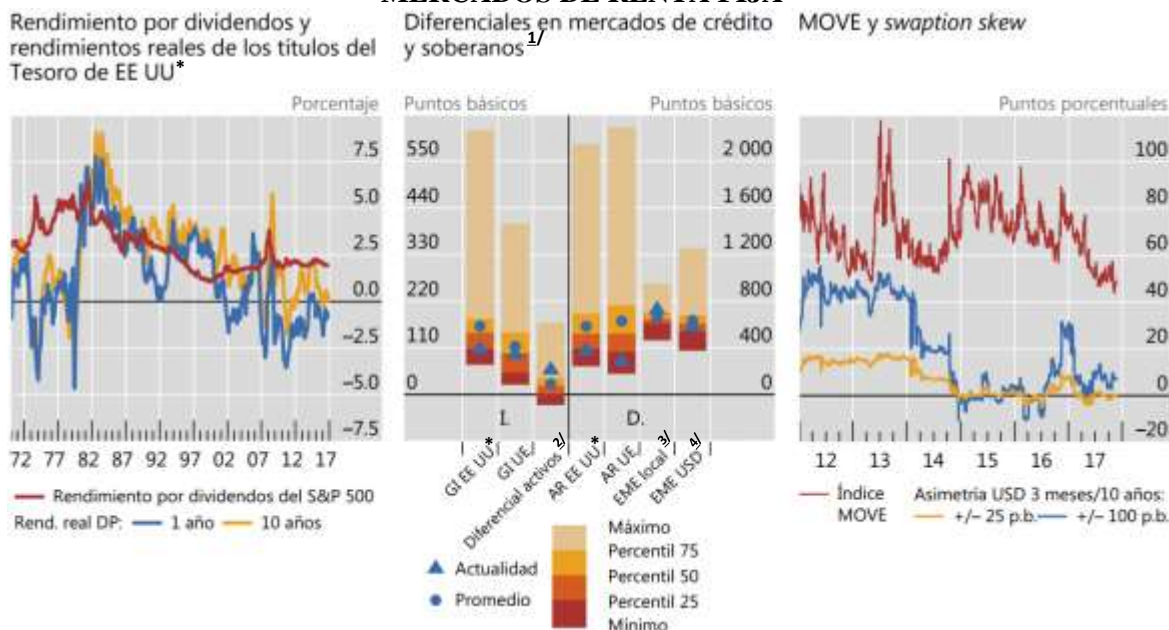 MERCADOS DE RENTA FIJA
Rendimiento por dividendos y
rendimientos reales de los títulos del
Tesoro de EE UU*
Porcentaje
7.5
5.0
2.5
0.0
–2.5
–5.0
–7.5
72 77 82 87 92 97 02 07 12 17
Rendimiento por dividendos del S&P 500
Rend. real DP: 1 año 10 años
Diferenciales en mercados de crédito
y soberanos 1/
Puntos básicos Puntos básicos
550 2 000
440 1 600
330 1 200
220 800
110 400
0 0
I. D.
GI EE UU*
GI UE
Diferencial activos 2/
AR EE UU*
AR UE
EME local 3/
EME USD 4/
Actualidad
Promedio
Máximo
Percentil 75
Percentil 50
Percentil 25
Mínimo
MOVE y swaption skew
Puntos porcentuales
100
80
60
40
20
0
–20
12 13 14 15 16 17
Índice
MOVE
Asimetría USD 3 meses/10 años:
+/– 25 p.b. +/– 100 p.b.